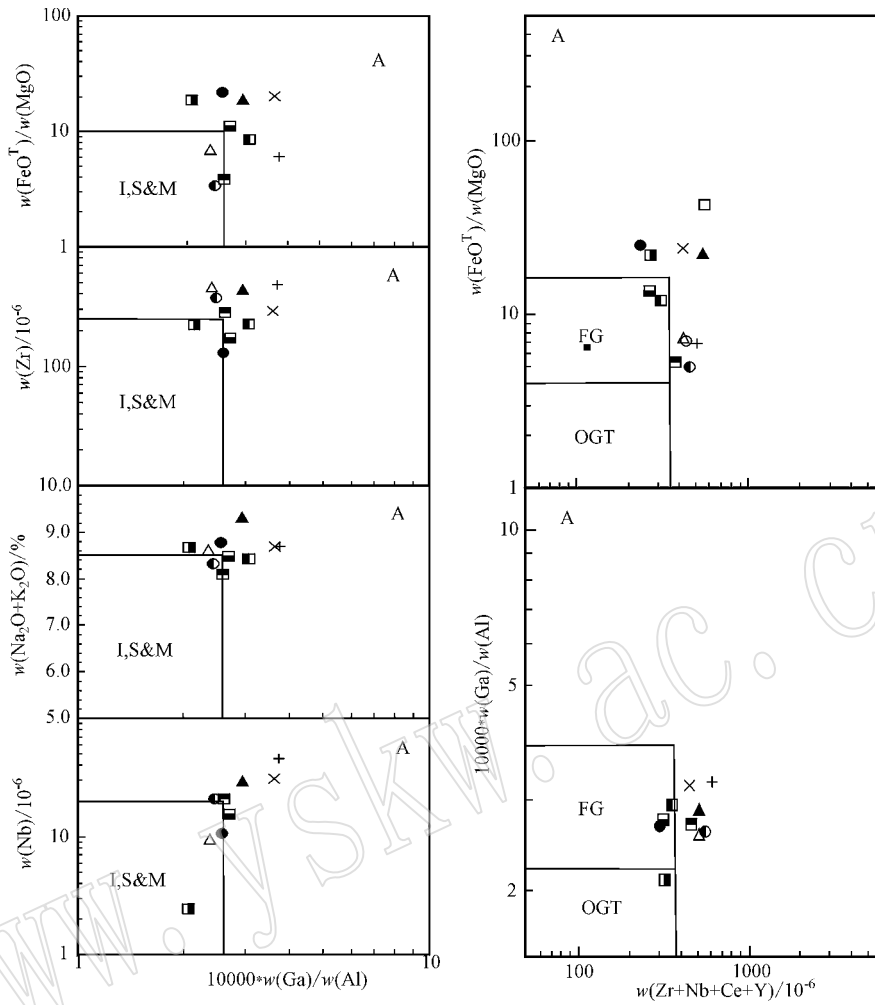 100
A
w(FeO^T)/w(MgO)
10
I,S&M
1
A
w(Zr)/10^-6
100
I,S&M
10.0
A
9.0
w(Na₂O+K₂O)/%
8.0
7.0
I,S&M
6.0
5.0
A
w(Nb)/10^-6
10
I,S&M
1
10000*w(Ga)/w(Al)
10
MgO
A
100
w(FeO^T)/w(MgO)
10
FG
OGT
1
A
10
10000*w(Ga)/w(Al)
5
FG
2
OGT
100
1000
w(Zr+Nb+Ce+Y)/10^-6
www.yskw.ac.c